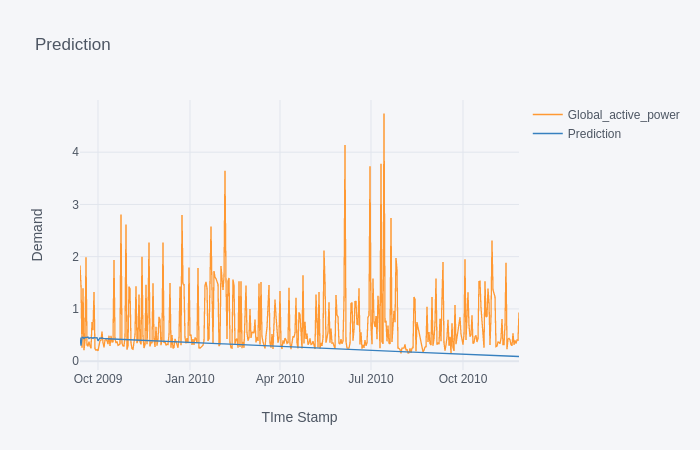 Prediction
Global_active_power
Prediction
4
3
2
1
0
Demand
Oct 2009
Jan 2010
Apr 2010
Jul 2010
Oct 2010
TIme Stamp